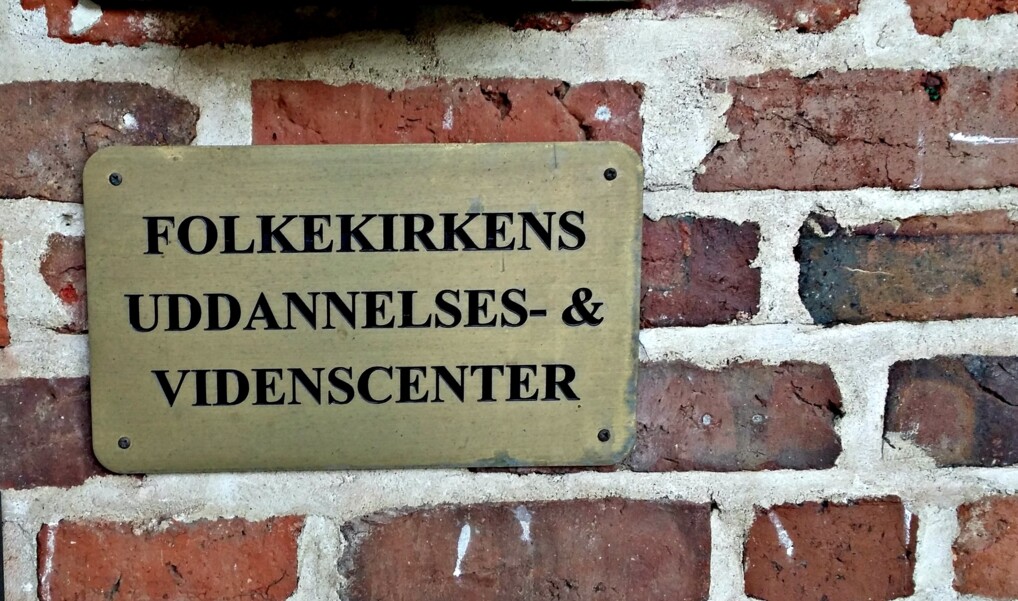 FOLKEKIRKENS
UDDANNELSES- &
VIDENSCENTER